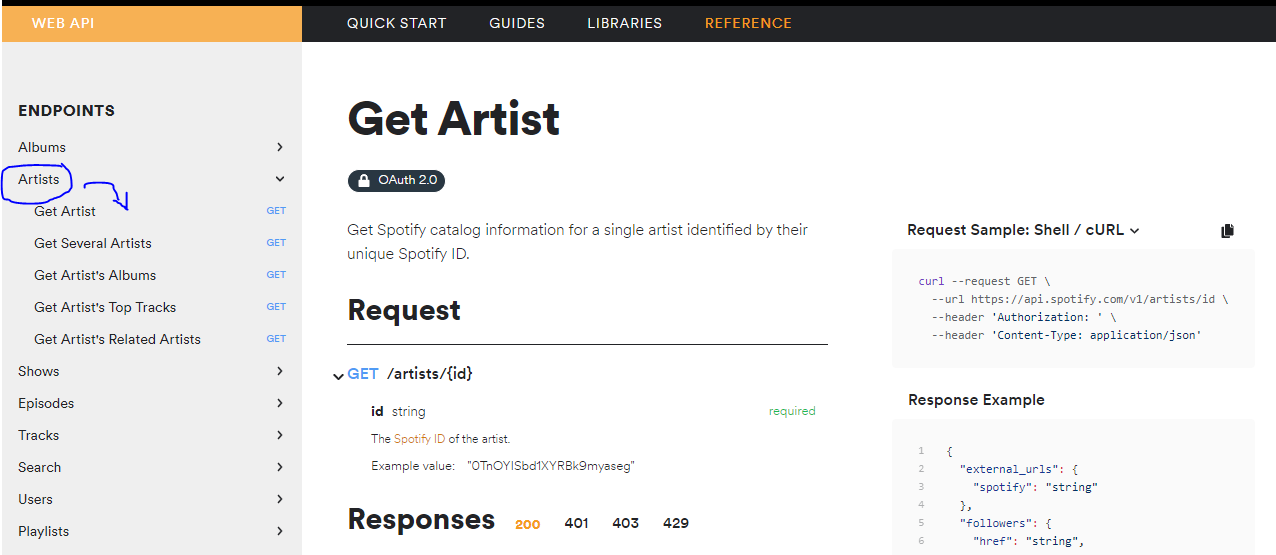 WEB API
QUICK START GUIDES LIBRARIES REFERENCE
ENDPOINTS
Albums
Artists
Get Artist GET
Get Several Artists GET
Get Artist's Albums GET
Get Artist's Top Tracks GET
Get Artist's Related Artists GET
Shows
Episodes
Tracks
Search
Users
Playlists
Get Artist
OAuth 2.0
Get Spotify catalog information for a single artist identified by their
unique Spotify ID.
Request
GET /artists/{id}
id string required
The Spotify ID of the artist.
Example value: "0TnOYISbd1XYRBk9myaseg"
Responses 200 401 403 429
Request Sample: Shell / cURL
curl --request GET \
--url https://api.spotify.com/v1/artists/id \
--header 'Authorization: ' \
--header 'Content-Type: application/json'
Response Example
1 {
2 "external_urls": {
3 "spotify": "string"
4 },
5 "followers": {
6 "href": "string",